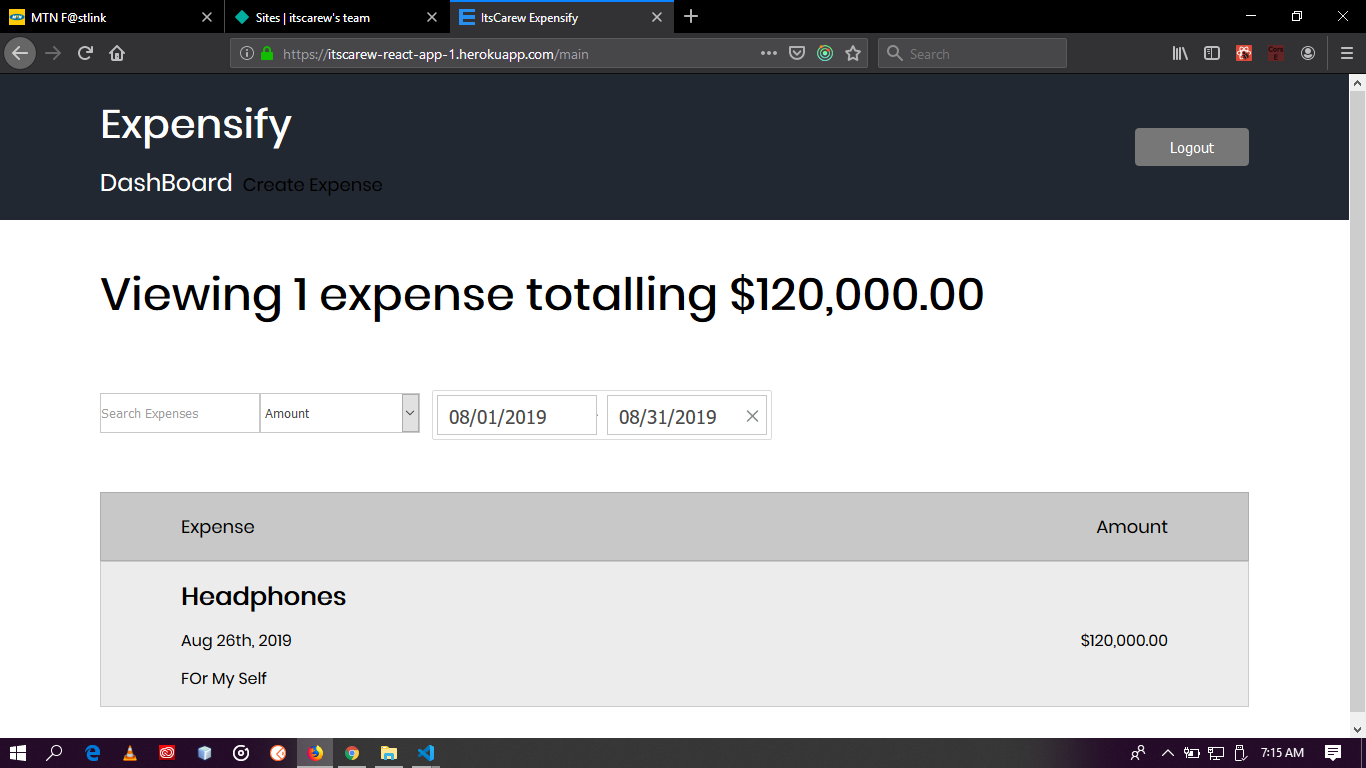 MTN F@stlink
Sites | itscarew's team
ItsCarew Expensify
https://itscarew-react-app-1.herokuapp.com/main
Search
Expensify
Logout
DashBoard Create Expense
Viewing 1 expense totalling $120,000.00
Search Expenses
Amount
08/01/2019
08/31/2019
Expense
Amount
Headphones
Aug 26th, 2019
$120,000.00
FOr My Self
7:15 AM